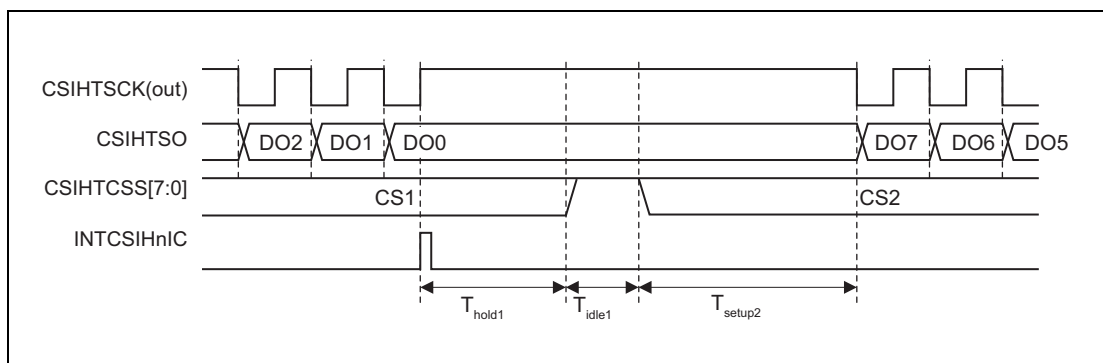 CSIHTSCK(out)
CSIHTSO DO2 DO1 DO0 DO7 DO6 DO5
CSIHTCSS[7:0] CS1 CS2
INTCSIHnIC
Thold1 Tidle1 Tsetup2